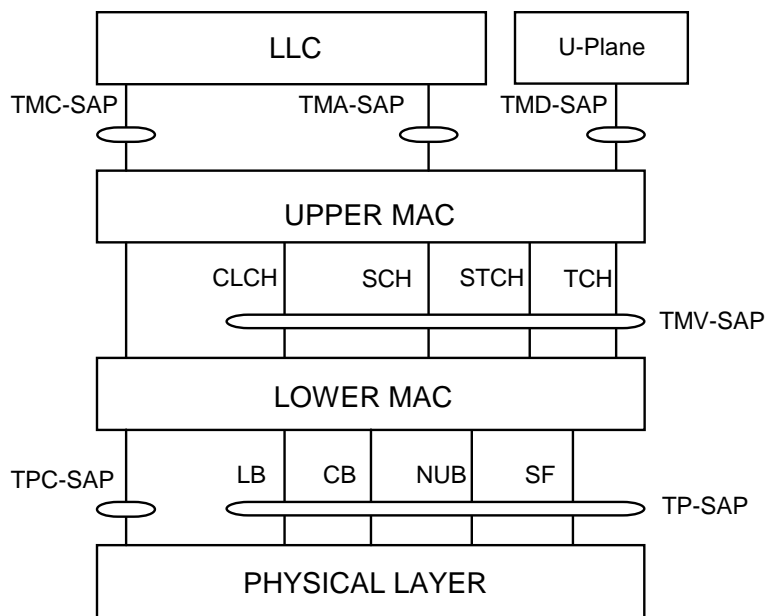 LLC
U-Plane
TMC-SAP
TMA-SAP
TMD-SAP
UPPER MAC
CLCH
SCH
STCH
TCH
TMV-SAP
LOWER MAC
TPC-SAP
LB
CB
NUB
SF
TP-SAP
PHYSICAL LAYER